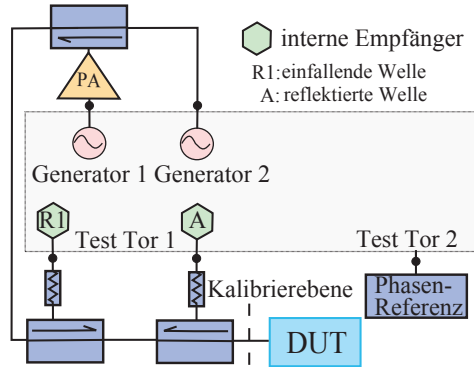 interne Empfänger
R1: einfallende Welle
A: reflektierte Welle
PA
Generator 1 Generator 2
R1
A
Test Tor 1
Test Tor 2
Kalibrierebene
Phasen-
Referenz
DUT